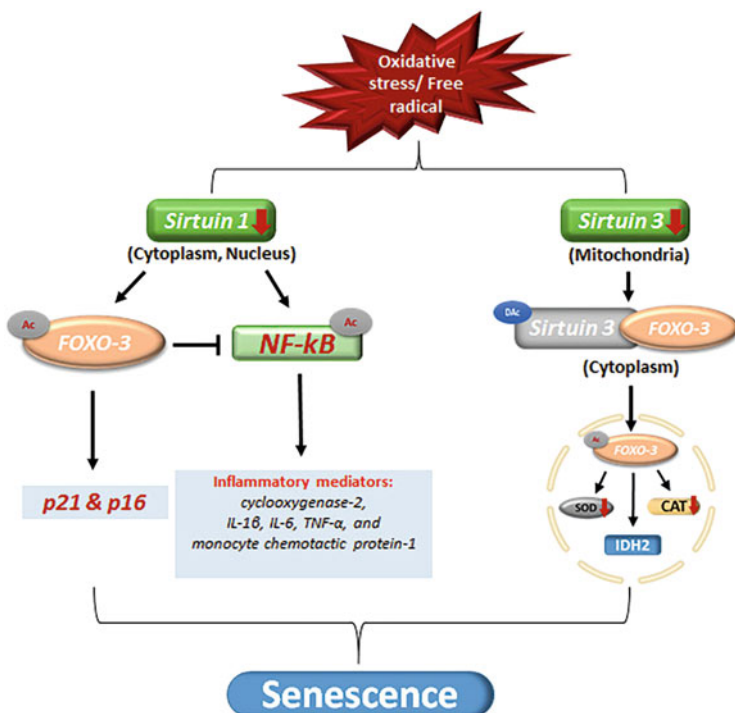 Oxidative
stress/ Free
radical
Sirtuin 1
(Cytoplasm, Nucleus)
Sirtuin 3
(Mitochondria)
Ac
FOXO-3
Ac
NF-kB
DAc
Sirtuin 3
FOXO-3
(Cytoplasm)
p21 & p16
Inflammatory mediators:
cyclooxygenase-2,
IL-1β, IL-6, TNF-α, and
monocyte chemotactic protein-1
Ac
FOXO-3
SOD
CAT
IDH2
Senescence